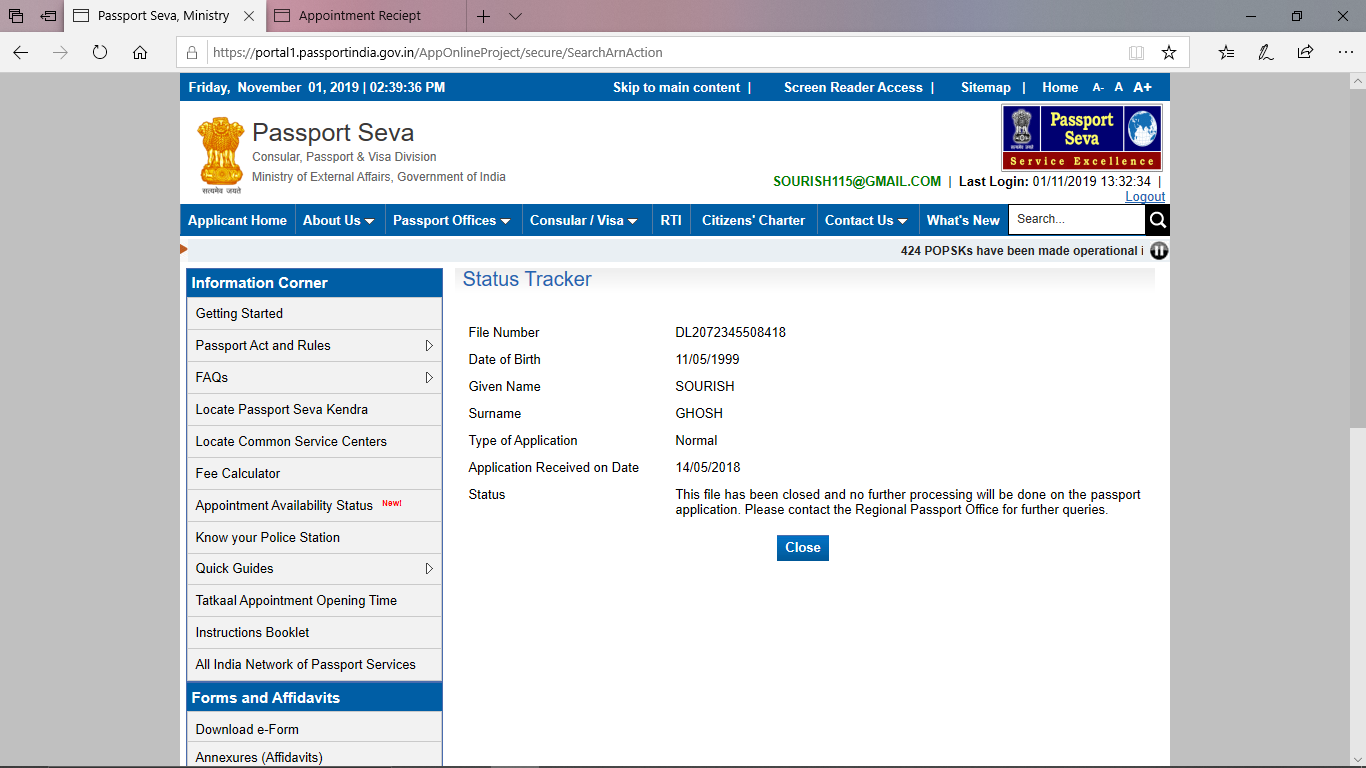 Passport Seva, Ministry
Appointment Reciept
https://portal1.passportindia.gov.in/AppOnlineProject/secure/SearchArnAction
Friday, November 01, 2019 | 02:39:36 PM
Skip to main content |
Screen Reader Access |
Sitemap |
Home
A- A A+
सत्यमेव जयते
Passport Seva
Consular, Passport & Visa Division
Ministry of External Affairs, Government of India
Passport
Seva
Service Excellence
SOURISH115@GMAIL.COM | Last Login: 01/11/2019 13:32:34 |
Logout
Applicant Home
About Us
Passport Offices
Consular / Visa
RTI
Citizens' Charter
Contact Us
What's New
Search...
424 POPSKs have been made operational i
Information Corner
Getting Started
Passport Act and Rules
FAQs
Locate Passport Seva Kendra
Locate Common Service Centers
Fee Calculator
Appointment Availability Status New!
Know your Police Station
Quick Guides
Tatkaal Appointment Opening Time
Instructions Booklet
All India Network of Passport Services
Forms and Affidavits
Download e-Form
Annexures (Affidavits)
Status Tracker
File Number DL2072345508418
Date of Birth 11/05/1999
Given Name SOURISH
Surname GHOSH
Type of Application Normal
Application Received on Date 14/05/2018
Status This file has been closed and no further processing will be done on the passport
application. Please contact the Regional Passport Office for further queries.
Close